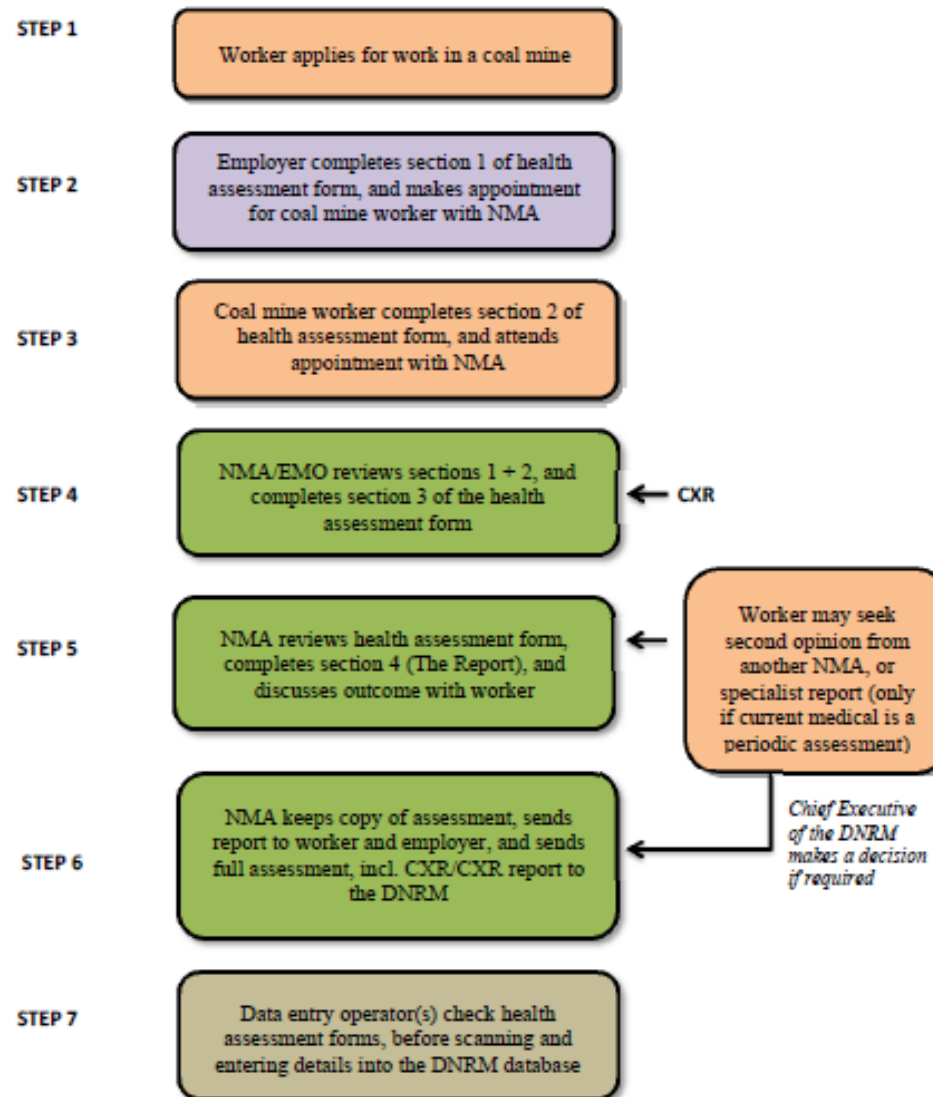 STEP 1
Worker applies for work in a coal mine
STEP 2
Employer completes section 1 of health
assessment form, and makes appointment
for coal mine worker with NMA
STEP 3
Coal mine worker completes section 2 of
health assessment form, and attends
appointment with NMA
STEP 4
NMA/EMO reviews sections 1 + 2, and
completes section 3 of the health
assessment form
CXR
STEP 5
NMA reviews health assessment form,
completes section 4 (The Report), and
discusses outcome with worker
Worker may seek
second opinion from
another NMA, or
specialist report (only
if current medical is a
periodic assessment)
STEP 6
NMA keeps copy of assessment, sends
report to worker and employer, and sends
full assessment, incl. CXR/CXR report to
the DNRM
Chief Executive
of the DNRM
makes a decision
if required
STEP 7
Data entry operator(s) check health
assessment forms, before scanning and
entering details into the DNRM database